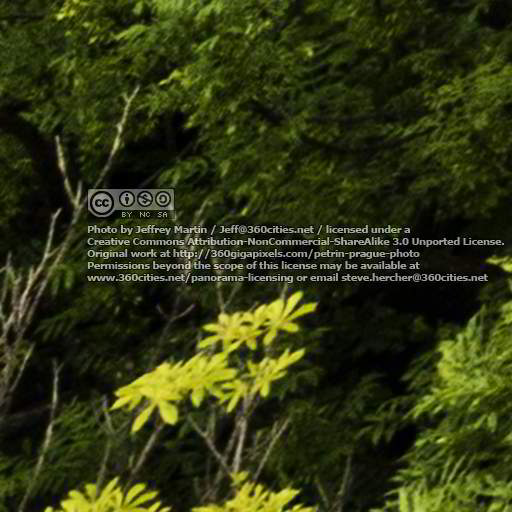 cc BY NC SA
Photo by Jeffrey Martin / Jeff@360cities.net / licensed under a
Creative Commons Attribution-NonCommercial-ShareAlike 3.0 Unported License.
Original work at http://360gigapixels.com/petrin-prague-photo
Permissions beyond the scope of this license may be available at
www.360cities.net/panorama-licensing or email steve.hercher@360cities.net